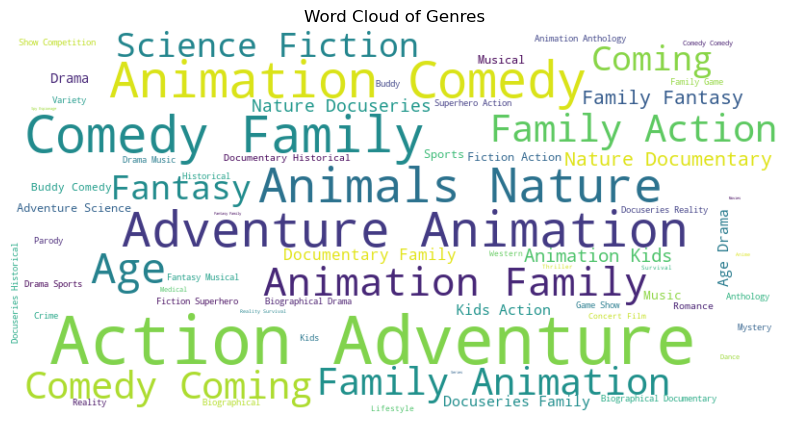 Word Cloud of Genres
Show Competition
Science Fiction
Animation Anthology
Comedy Comedy
Coming
Musical
Drama
Animation Comedy
Buddy
Family Game
Variety
Nature Docuseries
Superhero Action
Family Fantasy
Comedy Family
Family Action
Drama Music
Documentary Historical
Sports
Fiction Action
Nature Documentary
Buddy Comedy
Fantasy
Historical
Animals Nature
Adventure Science
Fantasy Family
Docuseries Reality
Adventure Animation
Parody
Age
Documentary Family
Western
Animation Kids
Age Drama
Docuseries Historical
Drama Sports
Fantasy Musical
Animation Family
Thriller
Survival
Medical
Fiction Superhero
Biographical Drama
Kids Action
Game Show
Music
Romance
Anthology
Crime
Reality Survival
Concert Film
Mystery
Action Adventure
Kids
Dance
Comedy Coming
Family Animation
Reality
Biographical
Lifestyle
Docuseries Family
Biographical Documentary